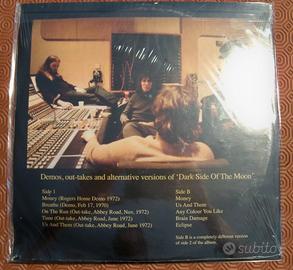 Demos, out-takes and alternative versions of 'Dark Side Of The Moon'
Side 1
Money (Rogers Home Demo 1972)
Breathe (Demo, Feb 17, 1970)
On The Run (Out-take, Abbey Road, Nov, 1972)
Time (Out-take, Abbey Road, June 1972)
Us And Them (Out-take, Abbey Road, June 1972)
Side B
Money
Us And Them
Any Colour You Like
Brain Damage
Eclipse
Side B is a completely different version
of side 2 of the album.
subito